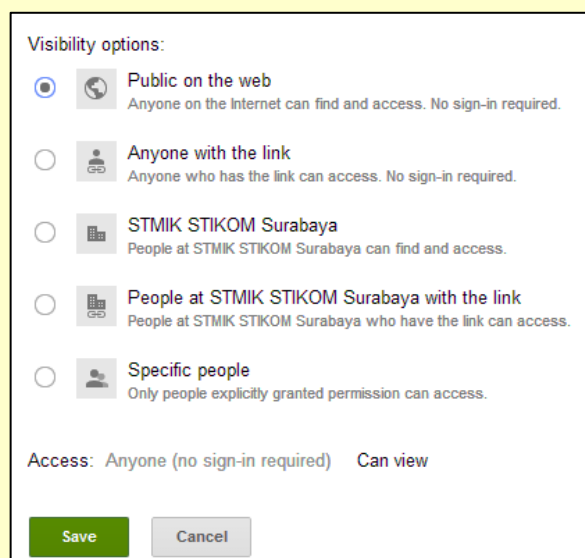 Visibility options:
Public on the web
Anyone on the Internet can find and access. No sign-in required.
Anyone with the link
Anyone who has the link can access. No sign-in required.
STMIK STIKOM Surabaya
People at STMIK STIKOM Surabaya can find and access.
People at STMIK STIKOM Surabaya with the link
People at STMIK STIKOM Surabaya who have the link can access.
Specific people
Only people explicitly granted permission can access.
Access: Anyone (no sign-in required) Can view
Save Cancel